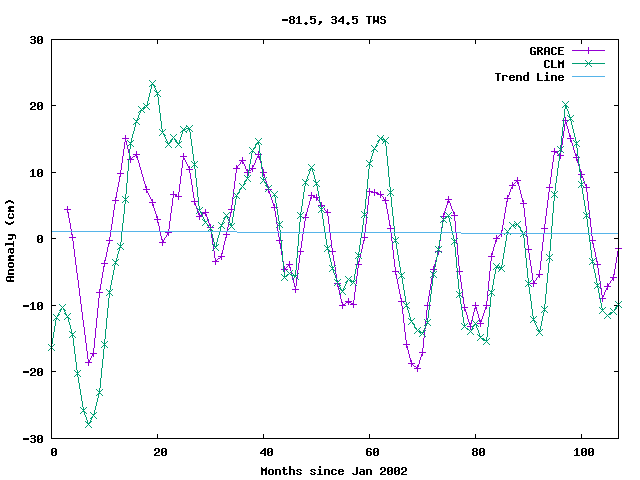 -81.5, 34.5 TWS
GRACE
CLM
Trend Line
30
20
10
0
-10
-20
-30
Anomaly (cm)
0 20 40 60 80 100
Months since Jan 2002